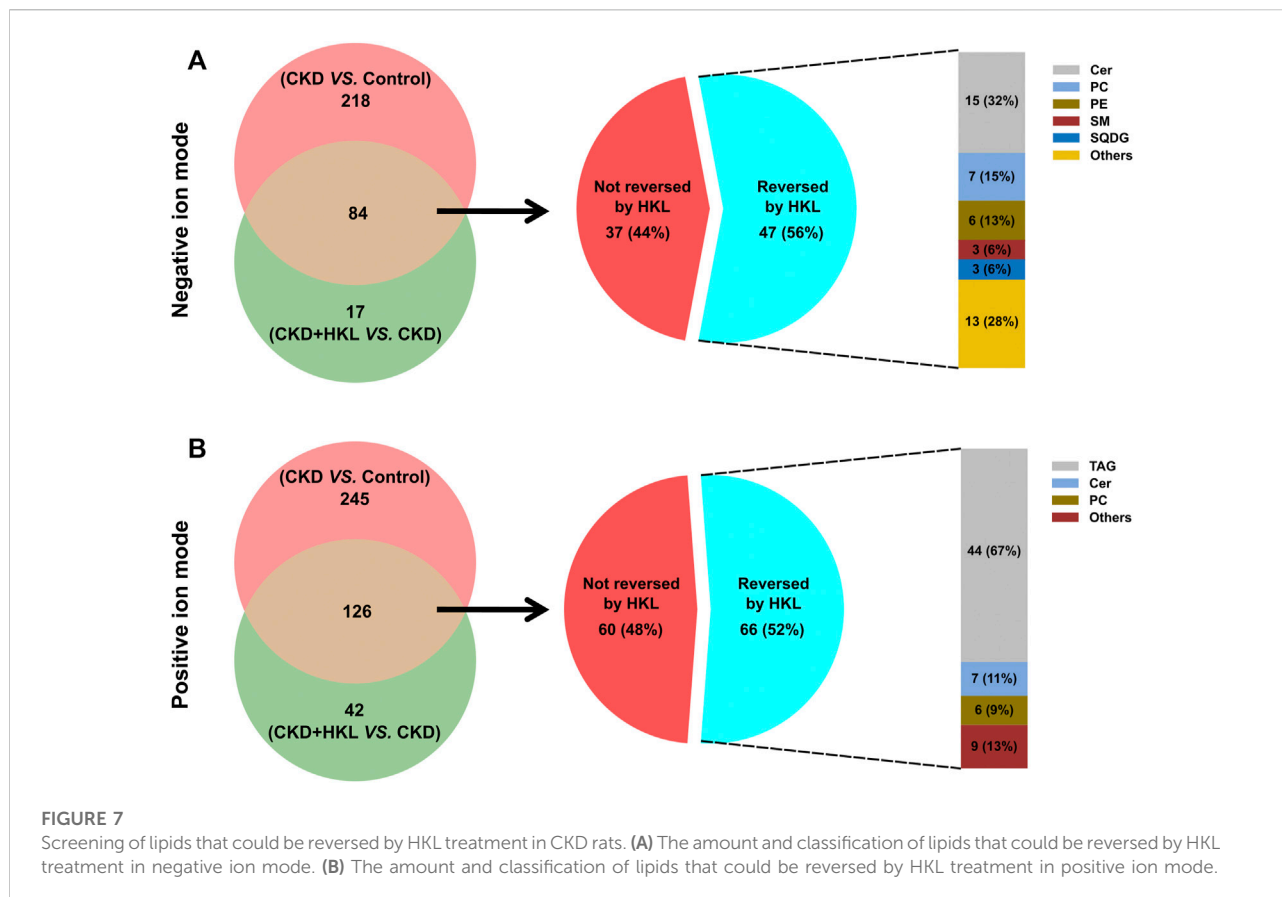 A
Negative ion mode
(CKD VS. Control)
218
84
17
(CKD+HKL VS. CKD)
Not reversed
by HKL
37 (44%)
Reversed
by HKL
47 (56%)
15 (32%)
7 (15%)
6 (13%)
3 (6%)
3 (6%)
13 (28%)
Cer
PC
PE
SM
SQDG
Others
B
Positive ion mode
(CKD VS. Control)
245
126
42
(CKD+HKL VS. CKD)
Not reversed
by HKL
60 (48%)
Reversed
by HKL
66 (52%)
44 (67%)
7 (11%)
6 (9%)
9 (13%)
TAG
Cer
PC
Others
FIGURE 7
Screening of lipids that could be reversed by HKL treatment in CKD rats. (A) The amount and classification of lipids that could be reversed by HKL
treatment in negative ion mode. (B) The amount and classification of lipids that could be reversed by HKL treatment in positive ion mode.